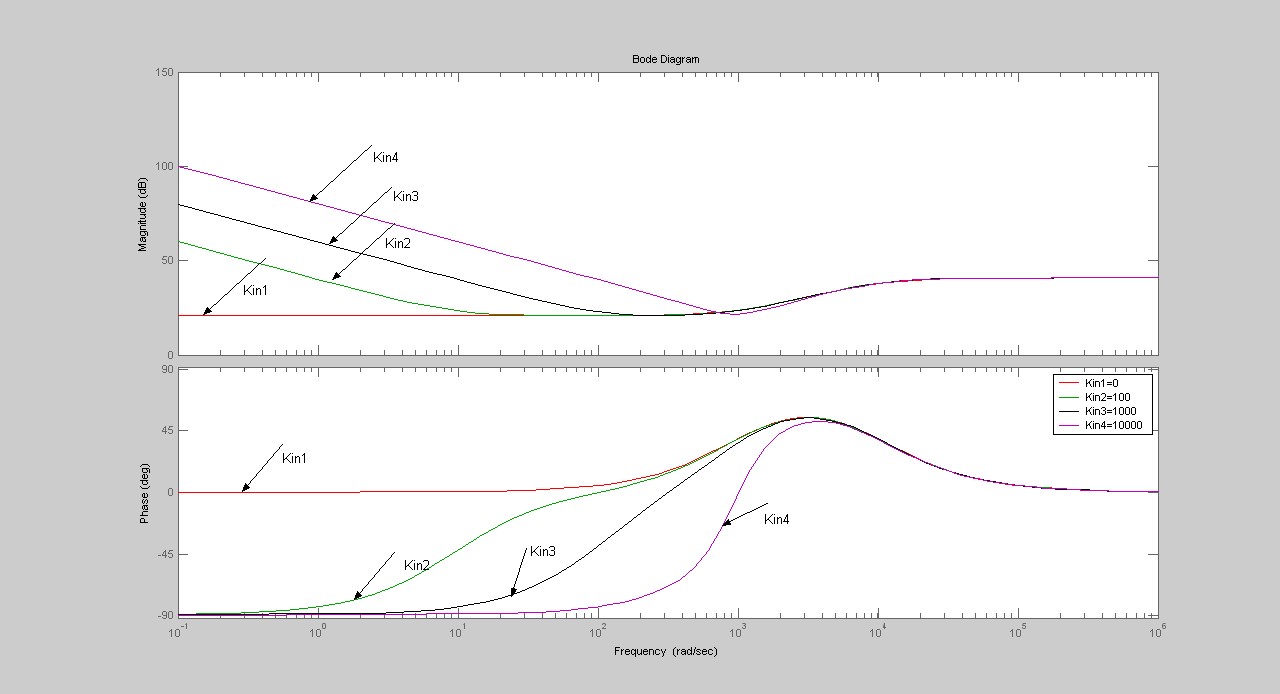 Bode Diagram
150
100
50
0
Magnitude (dB)
Kin4
Kin3
Kin2
Kin1
90
45
0
-45
-90
Phase (deg)
Kin1
Kin2
Kin3
Kin4
Kin1=0
Kin2=100
Kin3=1000
Kin4=10000
10^-1
10^0
10^1
10^2
10^3
10^4
10^5
10^6
Frequency (rad/sec)